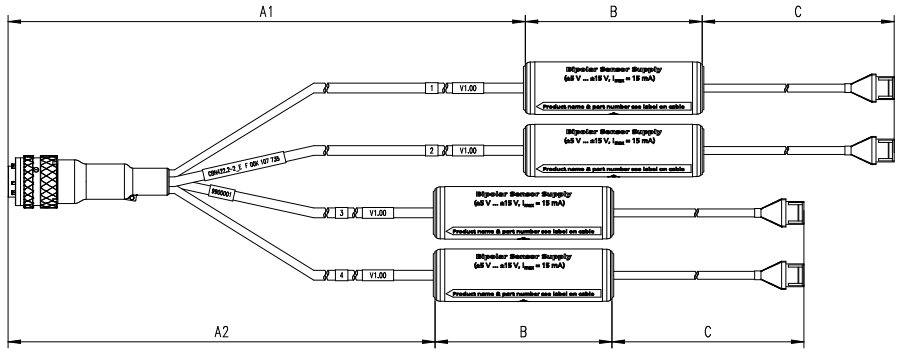 A1 B C
Bipolar Sensor Supply
(±5 V ... ±15 V, Imax = 15 mA)
1 V1.00
Product name & part number see label on cable
Bipolar Sensor Supply
(±5 V ... ±15 V, Imax = 15 mA)
2 V1.00
CBM422.2-2_E F 00K 107 735
Product name & part number see label on cable
9900001
Bipolar Sensor Supply
(±5 V ... ±15 V, Imax = 15 mA)
3 V1.00
Product name & part number see label on cable
Bipolar Sensor Supply
(±5 V ... ±15 V, Imax = 15 mA)
4 V1.00
Product name & part number see label on cable
A2 B C